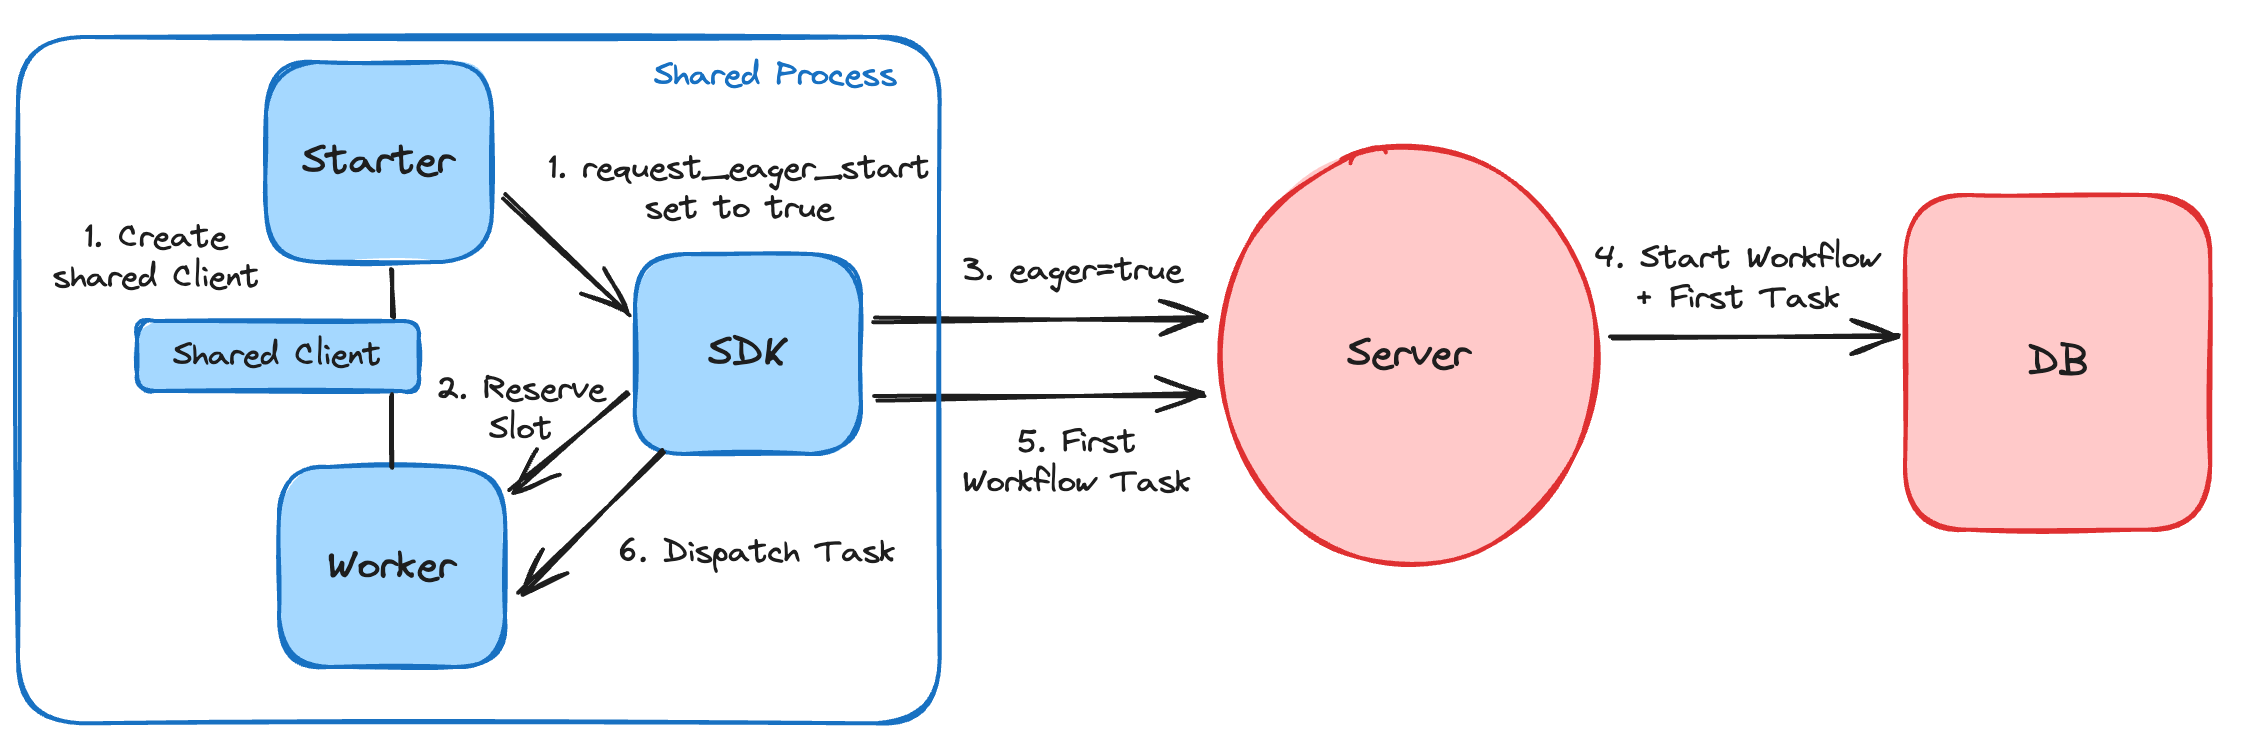 Shared Process
Starter
1. request_eager_start
set to true
1. Create
shared Client
Shared Client
SDK
2. Reserve
Slot
Worker
6. Dispatch Task
3. eager=true
5. First
Workflow Task
Server
4. Start Workflow
+ First Task
DB